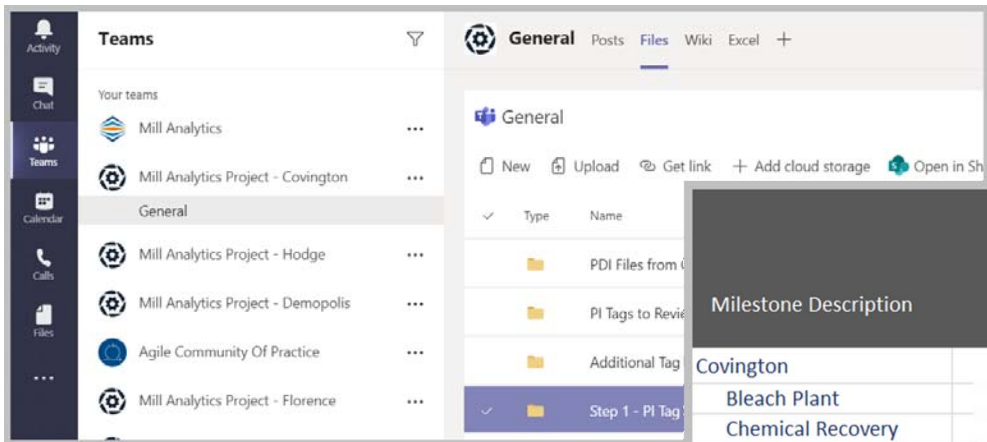 Activity
Chat
Teams
Calendar
Calls
Files
Teams
Your teams
Mill Analytics
Mill Analytics Project - Covington
General
Mill Analytics Project - Hodge
Mill Analytics Project - Demopolis
Agile Community Of Practice
Mill Analytics Project - Florence
General Posts Files Wiki Excel +
General
New Upload Get link + Add cloud storage Open in Sh
Type Name
PDI Files from
PI Tags to Revie
Additional Tag
Step 1 - PI Tag
Milestone Description
Covington
Bleach Plant
Chemical Recovery